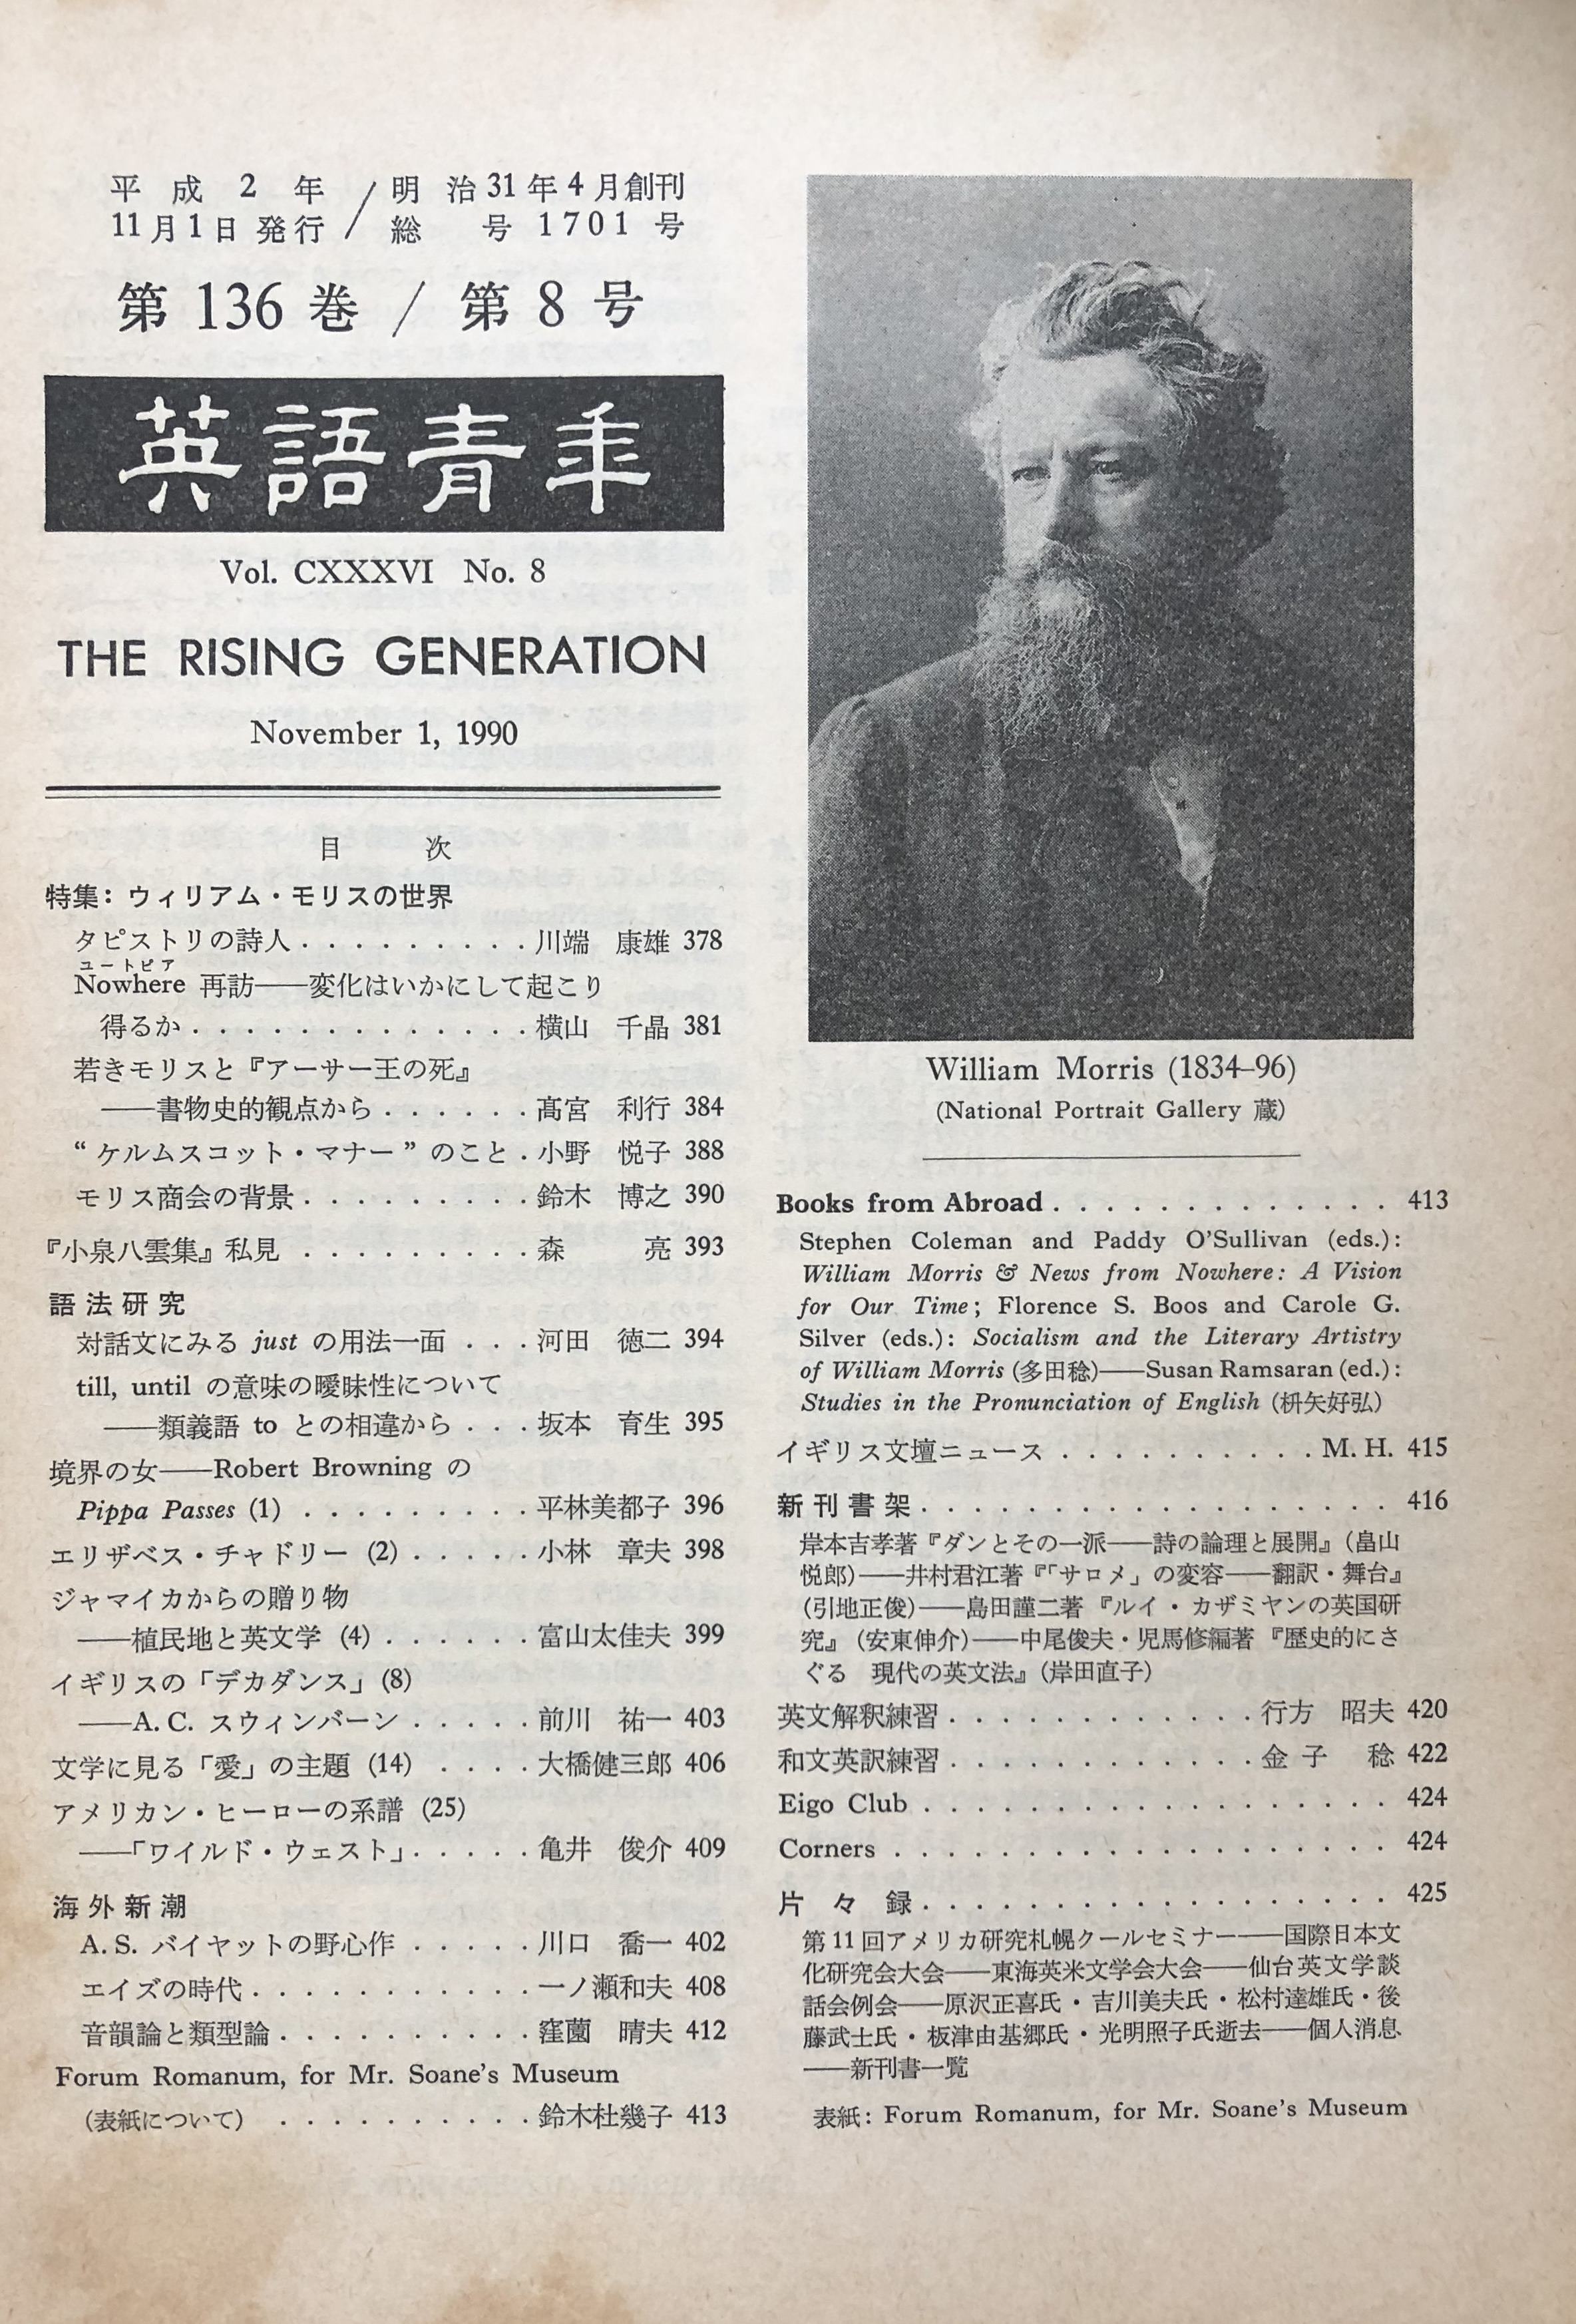 平成2年/明治31年4月創刊
11月1日発行/総号1701号
第136巻/第8号
英語青年
Vol. CXXXVI No. 8
THE RISING GENERATION
November 1, 1990
目次
特集: ウィリアム・モリスの世界
タピストリの詩人.........川端 康雄 378
ユートピア
Nowhere 再訪――変化はいかにして起こり
得るか.............横山 千晶 381
若きモリスと『アーサー王の死』
――書物史的観点から......髙宮 利行 384
“ケルムスコット・マナー”のこと.小野 悦子 388
モリス商会の背景.........鈴木 博之 390
『小泉八雲集』私見.........森 亮 393
語法研究
対話文にみる just の用法一面...河田 徳二 394
till, until の意味の曖昧性について
――類義語 to との相違から...坂本 育生 395
境界の女――Robert Browning の
Pippa Passes (1).........平林美都子 396
エリザベス・チャドリー (2).....小林 章夫 398
ジャマイカからの贈り物
――植民地と英文学 (4)......富山太佳夫 399
イギリスの「デカダンス」(8)
――A. C. スウィンバーン.....前川 祐一 403
文学に見る「愛」の主題 (14)....大橋健三郎 406
アメリカン・ヒーローの系譜 (25)
――「ワイルド・ウェスト」.....亀井 俊介 409
海外新潮
A. S. バイヤットの野心作.....川口 喬一 402
エイズの時代...........一ノ瀬和夫 408
音韻論と類型論..........窪薗 晴夫 412
Forum Romanum, for Mr. Soane's Museum
(表紙について)..........鈴木杜幾子 413
William Morris (1834–96)
(National Portrait Gallery 蔵)
Books from Abroad............. 413
Stephen Coleman and Paddy O'Sullivan (eds.):
William Morris & News from Nowhere: A Vision
for Our Time; Florence S. Boos and Carole G.
Silver (eds.): Socialism and the Literary Artistry
of William Morris (多田稔)――Susan Ramsaran (ed.):
Studies in the Pronunciation of English (枡矢好弘)
イギリス文壇ニュース..........M. H. 415
新刊書架.................. 416
岸本吉孝著『ダンとその一派――詩の論理と展開』(畠山
悦郎)――井村君江著『「サロメ」の変容――翻訳・舞台』
(引地正俊)――島田謹二著『ルイ・カザミヤンの英国研
究』(安東伸介)――中尾俊夫・児馬修編著『歴史的にさ
ぐる 現代の英文法』(岸田直子)
英文解釈練習............行方 昭夫 420
和文英訳練習............金子 稔 422
Eigo Club.................. 424
Corners................... 424
片々録.................. 425
第11回アメリカ研究札幌クールセミナー――国際日本文
化研究会大会――東海英米文学会大会――仙台英文学談
話会例会――原沢正喜氏・吉川美夫氏・松村達雄氏・後
藤武士氏・板津由基郷氏・光明照子氏逝去――個人消息
――新刊書一覧
表紙: Forum Romanum, for Mr. Soane's Museum